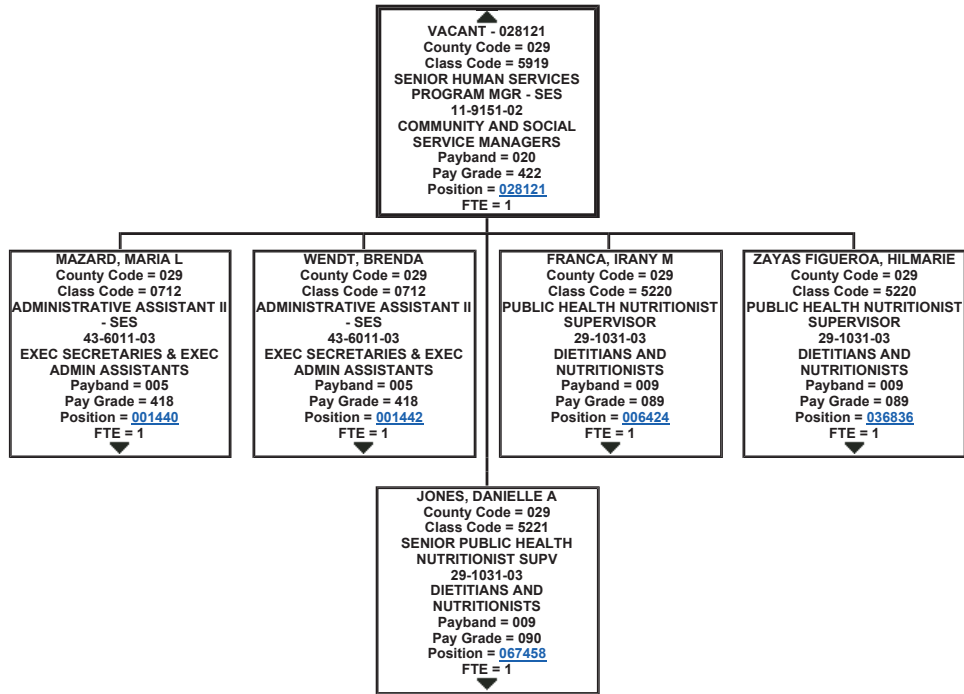 VACANT - 028121
County Code = 029
Class Code = 5919
SENIOR HUMAN SERVICES
PROGRAM MGR - SES
11-9151-02
COMMUNITY AND SOCIAL
SERVICE MANAGERS
Payband = 020
Pay Grade = 422
Position = 028121
FTE = 1
MAZARD, MARIA L
County Code = 029
Class Code = 0712
ADMINISTRATIVE ASSISTANT II
- SES
43-6011-03
EXEC SECRETARIES & EXEC
ADMIN ASSISTANTS
Payband = 005
Pay Grade = 418
Position = 001440
FTE = 1
WENDT, BRENDA
County Code = 029
Class Code = 0712
ADMINISTRATIVE ASSISTANT II
- SES
43-6011-03
EXEC SECRETARIES & EXEC
ADMIN ASSISTANTS
Payband = 005
Pay Grade = 418
Position = 001442
FTE = 1
FRANCA, IRANY M
County Code = 029
Class Code = 5220
PUBLIC HEALTH NUTRITIONIST
SUPERVISOR
29-1031-03
DIETITIANS AND
NUTRITIONISTS
Payband = 009
Pay Grade = 089
Position = 006424
FTE = 1
ZAYAS FIGUEROA, HILMARIE
County Code = 029
Class Code = 5220
PUBLIC HEALTH NUTRITIONIST
SUPERVISOR
29-1031-03
DIETITIANS AND
NUTRITIONISTS
Payband = 009
Pay Grade = 089
Position = 036836
FTE = 1
JONES, DANIELLE A
County Code = 029
Class Code = 5221
SENIOR PUBLIC HEALTH
NUTRITIONIST SUPV
29-1031-03
DIETITIANS AND
NUTRITIONISTS
Payband = 009
Pay Grade = 090
Position = 067458
FTE = 1